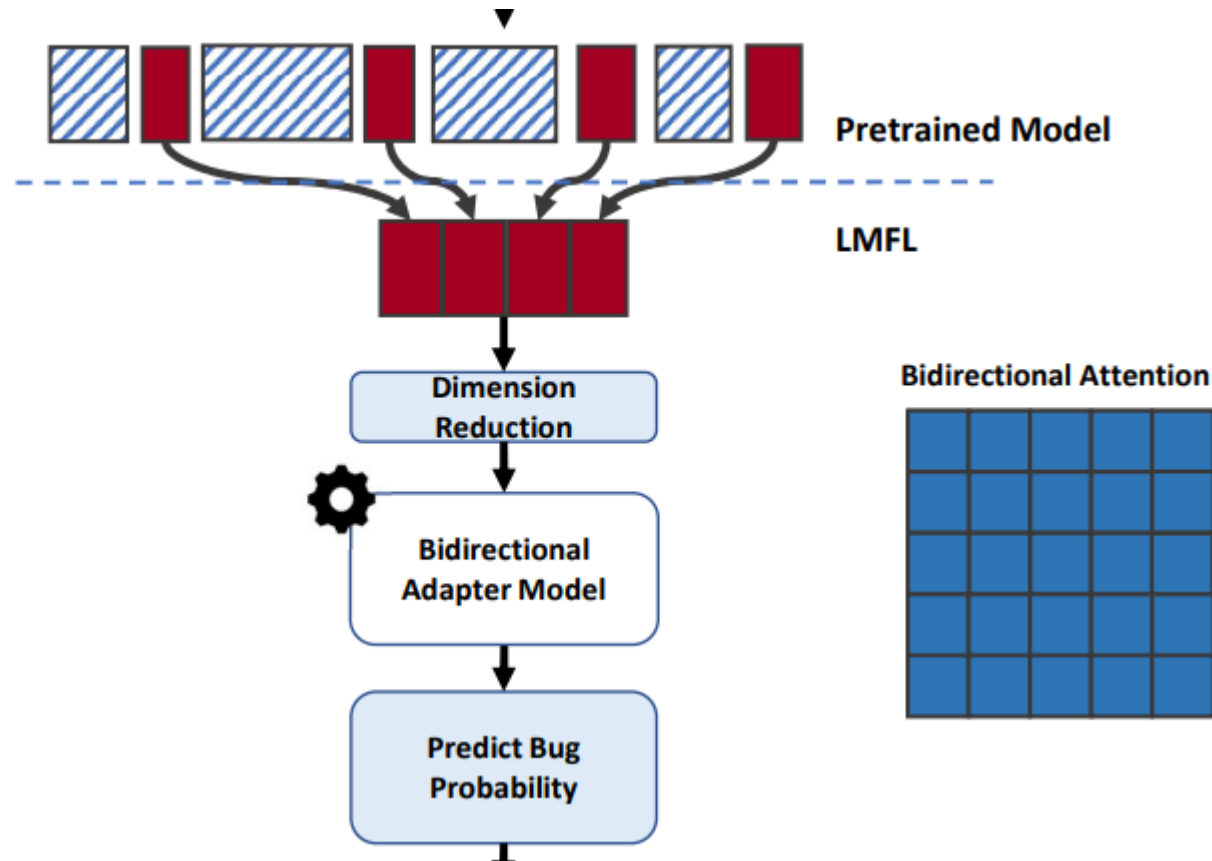 Pretrained Model
LMFL
Dimension
Reduction
Bidirectional Attention
Bidirectional
Adapter Model
Predict Bug
Probability